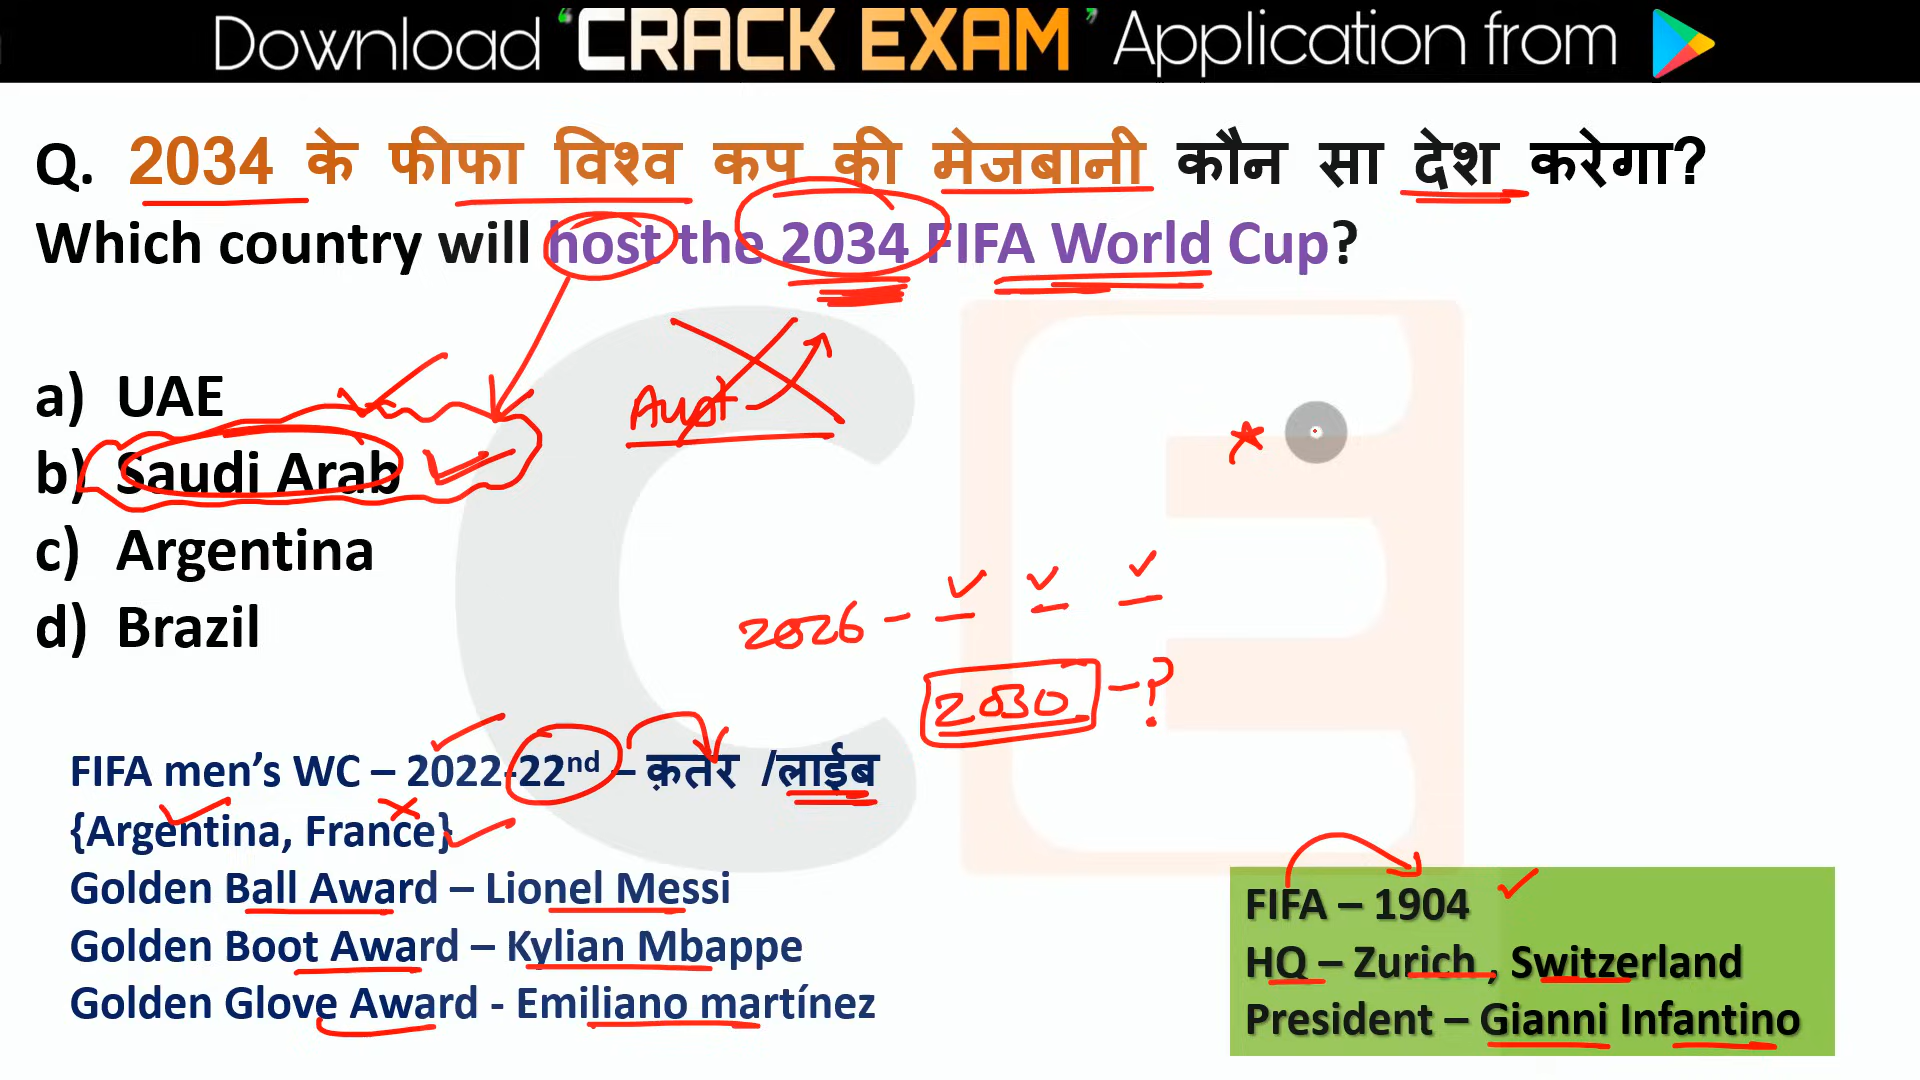 Download ‘CRACK EXAM’ Application from
Q. 2034 के फीफा विश्व कप की मेजबानी कौन सा देश करेगा?
Which country will host the 2034 FIFA World Cup?
a) UAE
b) Saudi Arab
c) Argentina
d) Brazil
2026 -
2030 - ?
FIFA men’s WC – 2022-22nd – क़तर /लाईब
{Argentina, France}
Golden Ball Award – Lionel Messi
Golden Boot Award – Kylian Mbappe
Golden Glove Award - Emiliano martínez
FIFA – 1904
HQ – Zurich , Switzerland
President – Gianni Infantino
CE